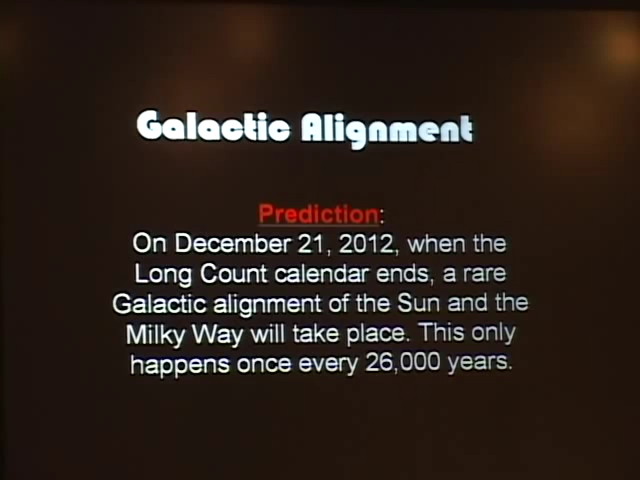 Galactic Alignment
Prediction:
On December 21, 2012, when the
Long Count calendar ends, a rare
Galactic alignment of the Sun and the
Milky Way will take place. This only
happens once every 26,000 years.